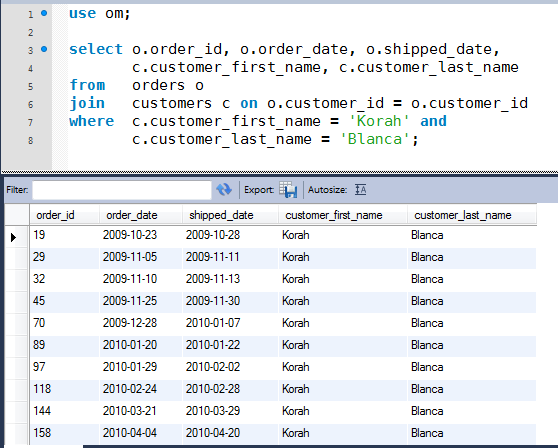 1 use om;
2
3 select o.order_id, o.order_date, o.shipped_date,
4 c.customer_first_name, c.customer_last_name
5 from orders o
6 join customers c on o.customer_id = o.customer_id
7 where c.customer_first_name = 'Korah' and
8 c.customer_last_name = 'Blanca';
Filter: Export: Autosize:
order_id order_date shipped_date customer_first_name customer_last_name
19 2009-10-23 2009-10-28 Korah Blanca
29 2009-11-05 2009-11-11 Korah Blanca
32 2009-11-10 2009-11-13 Korah Blanca
45 2009-11-25 2009-11-30 Korah Blanca
70 2009-12-28 2010-01-07 Korah Blanca
89 2010-01-20 2010-01-22 Korah Blanca
97 2010-01-29 2010-02-02 Korah Blanca
118 2010-02-24 2010-02-28 Korah Blanca
144 2010-03-21 2010-03-29 Korah Blanca
158 2010-04-04 2010-04-20 Korah Blanca